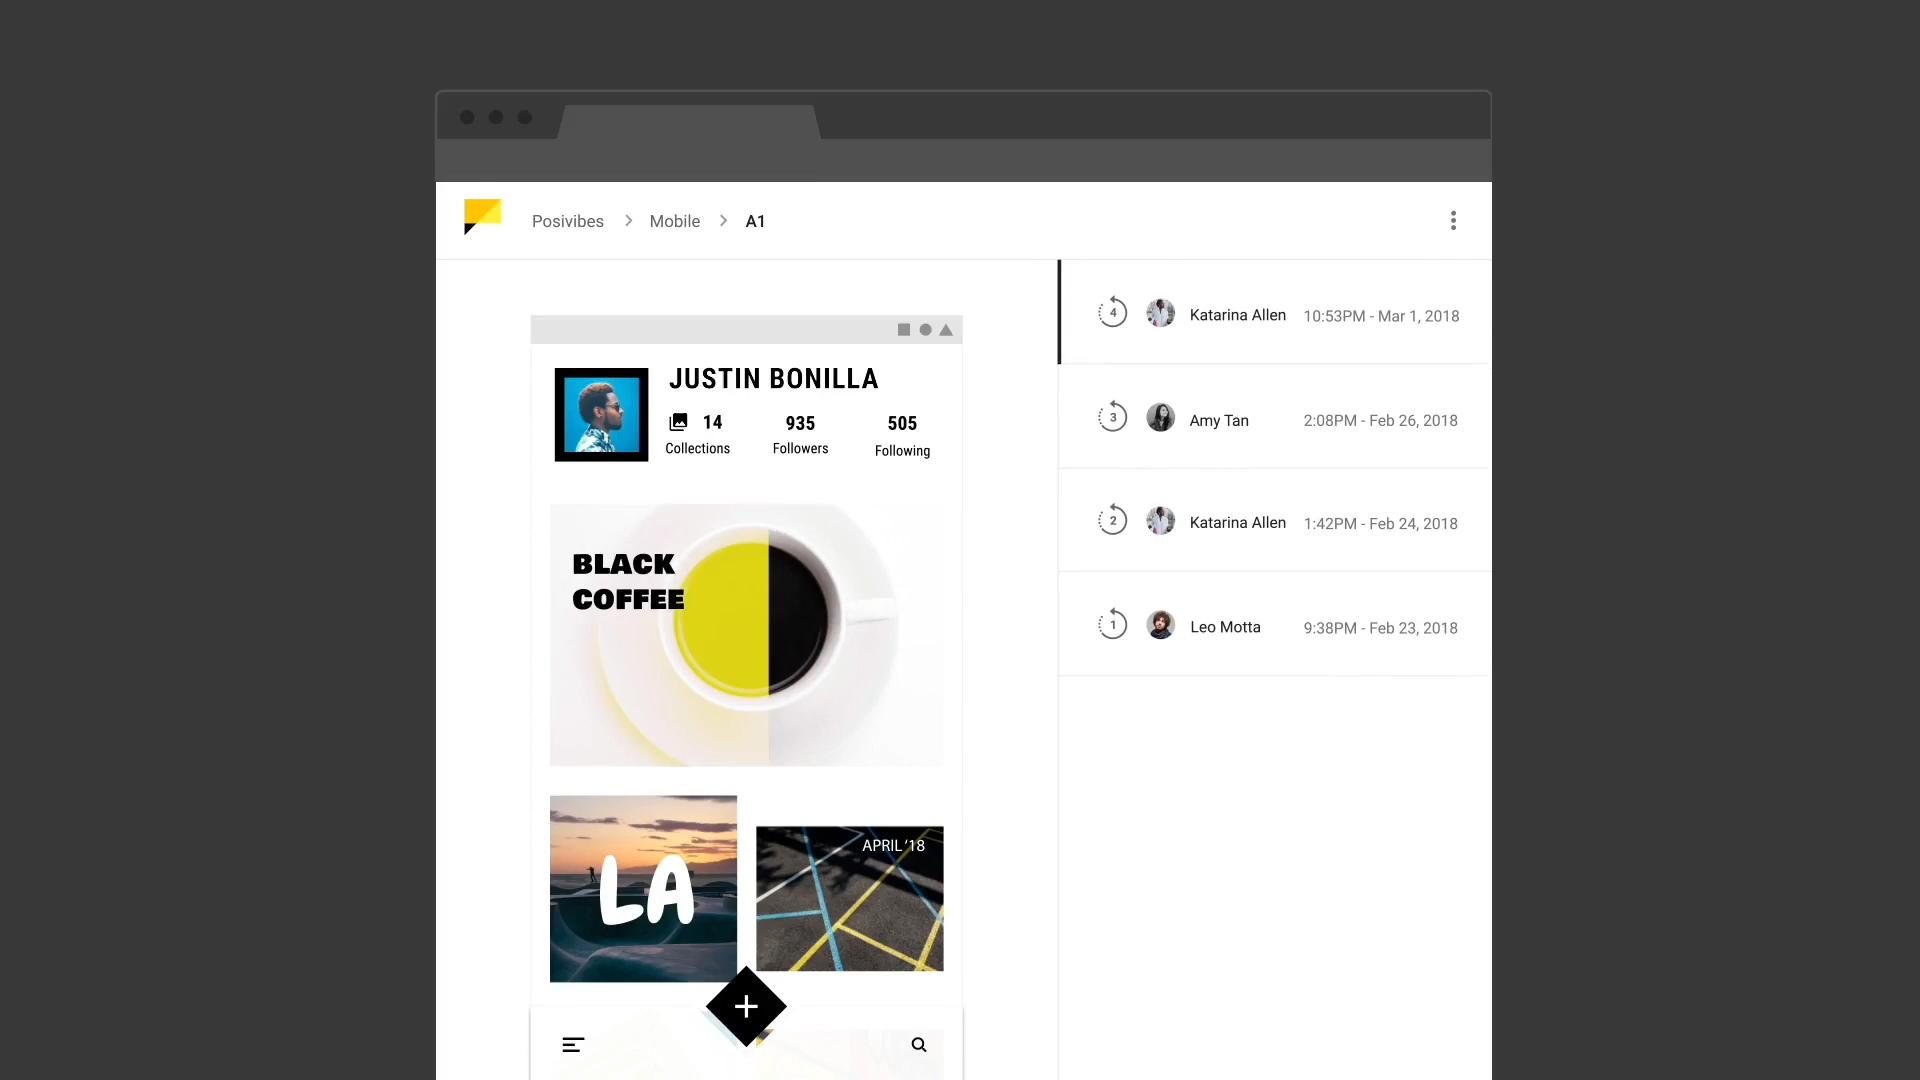 Posivibes
Mobile
A1
JUSTIN BONILLA
14
935
505
Collections
Followers
Following
BLACK
COFFEE
LA
APRIL ’18
4
Katarina Allen
10:53PM - Mar 1, 2018
3
Amy Tan
2:08PM - Feb 26, 2018
2
Katarina Allen
1:42PM - Feb 24, 2018
1
Leo Motta
9:38PM - Feb 23, 2018